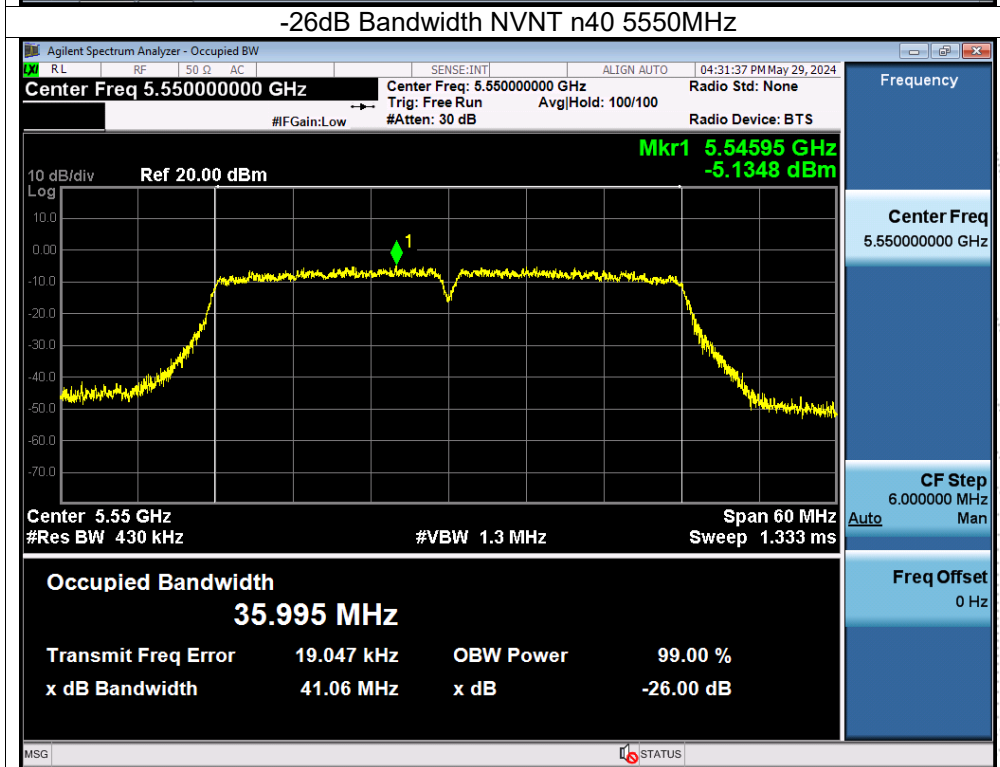 -26dB Bandwidth NVNT n40 5550MHz
Agilent Spectrum Analyzer - Occupied BW
LXI RL RF 50 Ω AC SENSE:INT ALIGN AUTO 04:31:37 PM May 29, 2024
Center Freq 5.550000000 GHz
Center Freq: 5.550000000 GHz
Radio Std: None
Trig: Free Run Avg|Hold: 100/100
#IFGain:Low #Atten: 30 dB
Radio Device: BTS
Mkr1 5.54595 GHz
-5.1348 dBm
10 dB/div Ref 20.00 dBm
Log
10.0
0.00
1
-10.0
-20.0
-30.0
-40.0
-50.0
-60.0
-70.0
Center 5.55 GHz Span 60 MHz
#Res BW 430 kHz #VBW 1.3 MHz Sweep 1.333 ms
Occupied Bandwidth
35.995 MHz
Transmit Freq Error 19.047 kHz OBW Power 99.00 %
x dB Bandwidth 41.06 MHz x dB -26.00 dB
MSG STATUS
Frequency
Center Freq
5.550000000 GHz
CF Step
6.000000 MHz
Auto Man
Freq Offset
0 Hz